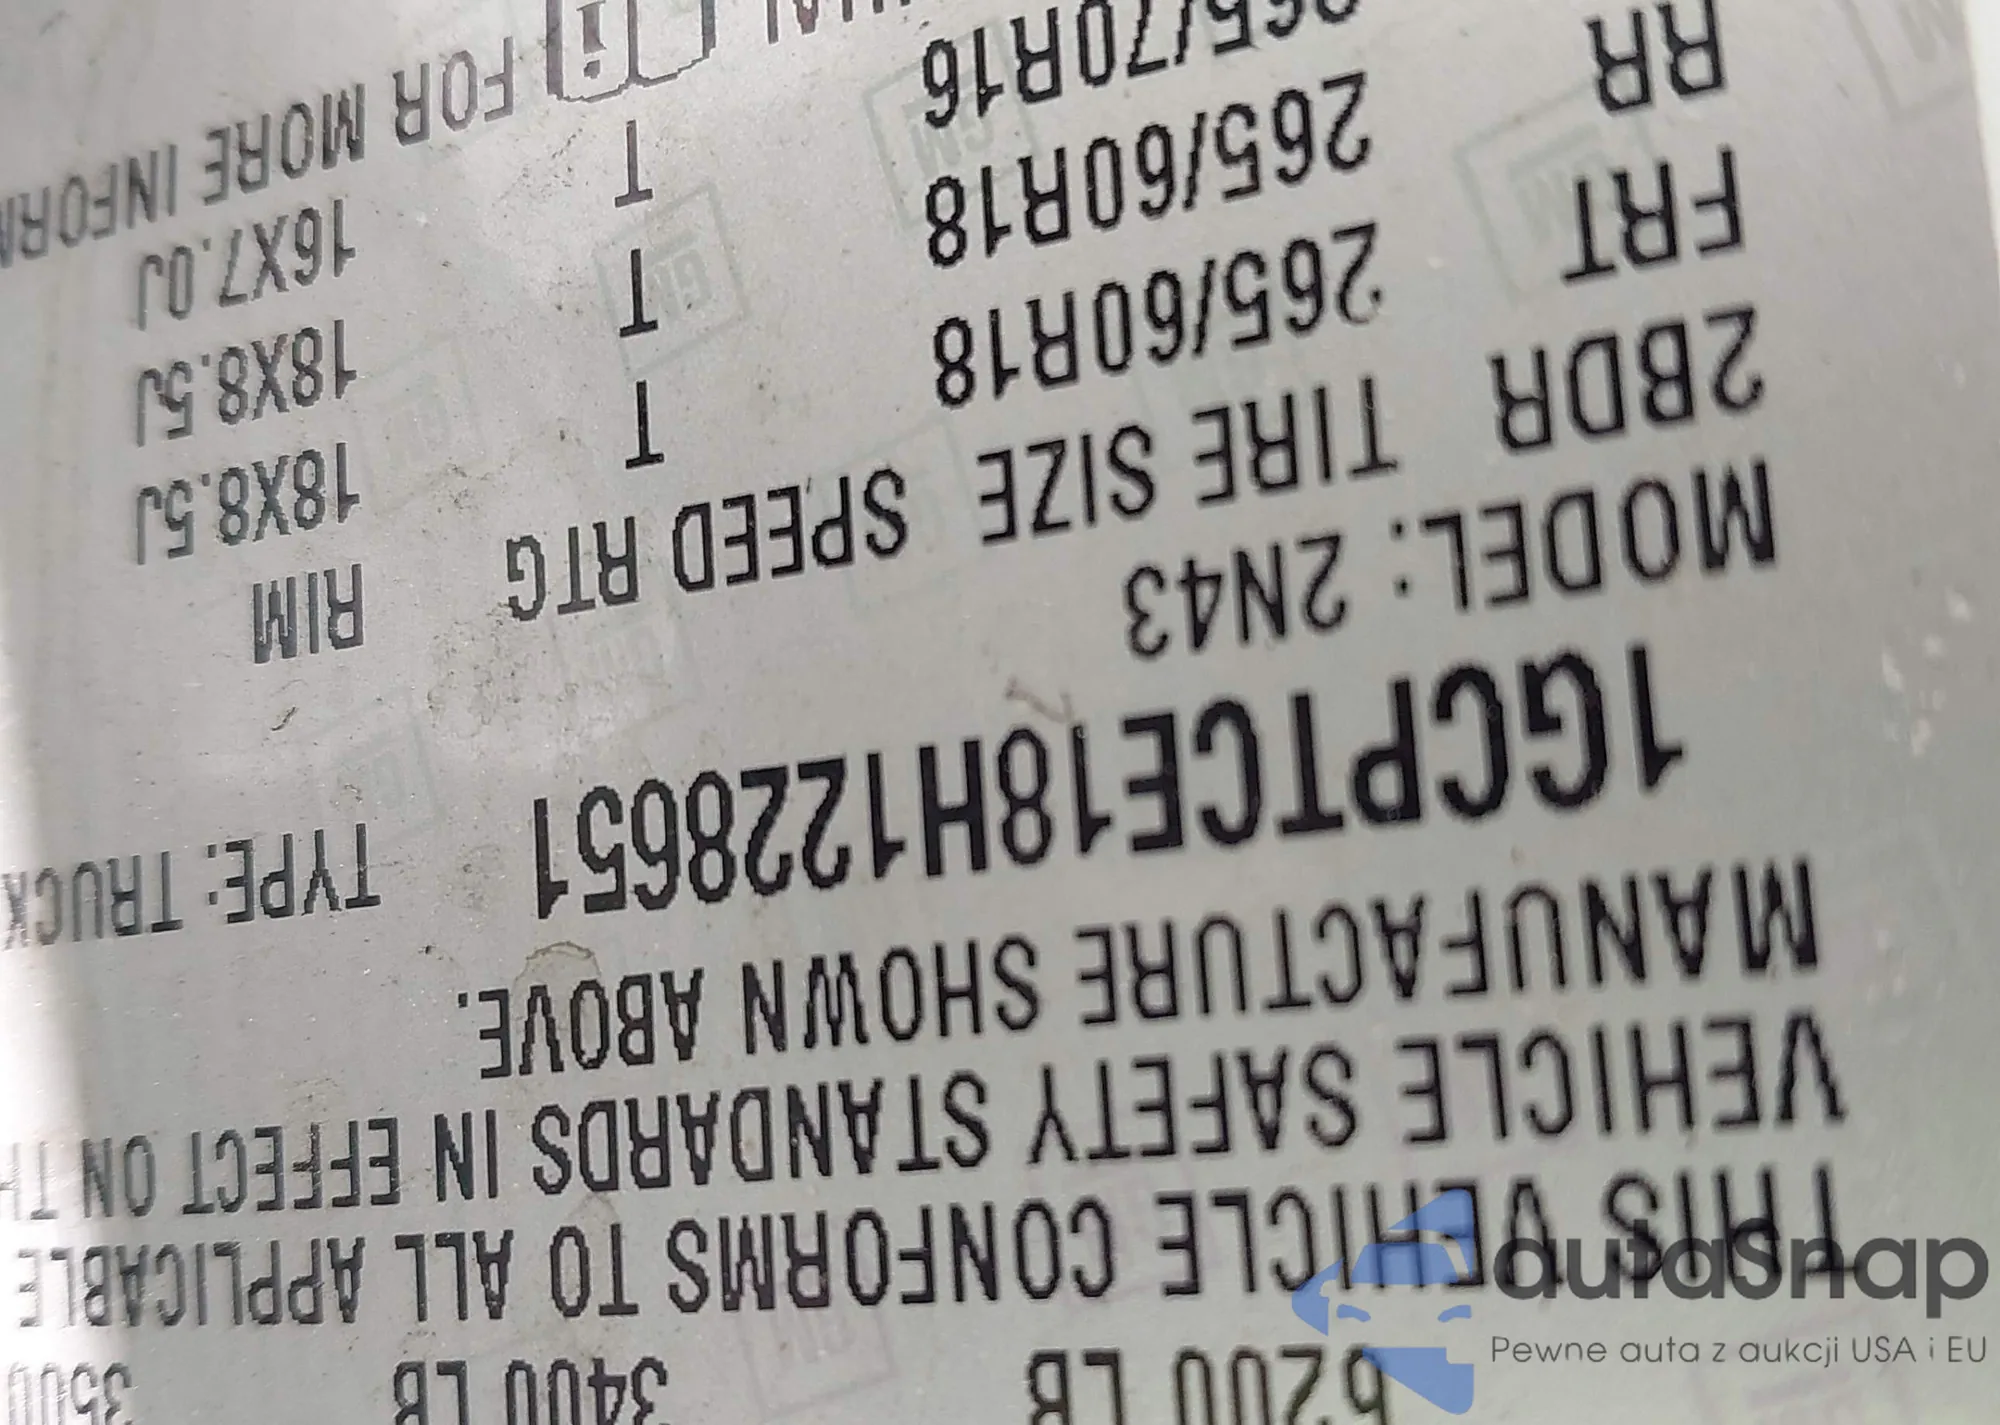 6200 LB 3400 LB 3500
THIS VEHICLE CONFORMS TO ALL APPLICABLE
VEHICLE SAFETY STANDARDS IN EFFECT ON TH
MANUFACTURE SHOWN ABOVE.
1GCPTCE18H1228651 TYPE: TRUCK
MODEL: 2N43
2BDR TIRE SIZE SPEED RTG RIM
FRT 265/60R18 T 18X8.5J
RR 265/60R18 T 18X8.5J
265/70R16 T 16X7.0J
FOR MORE INFORM
autaSnap
Pewne auta z aukcji USA i EU